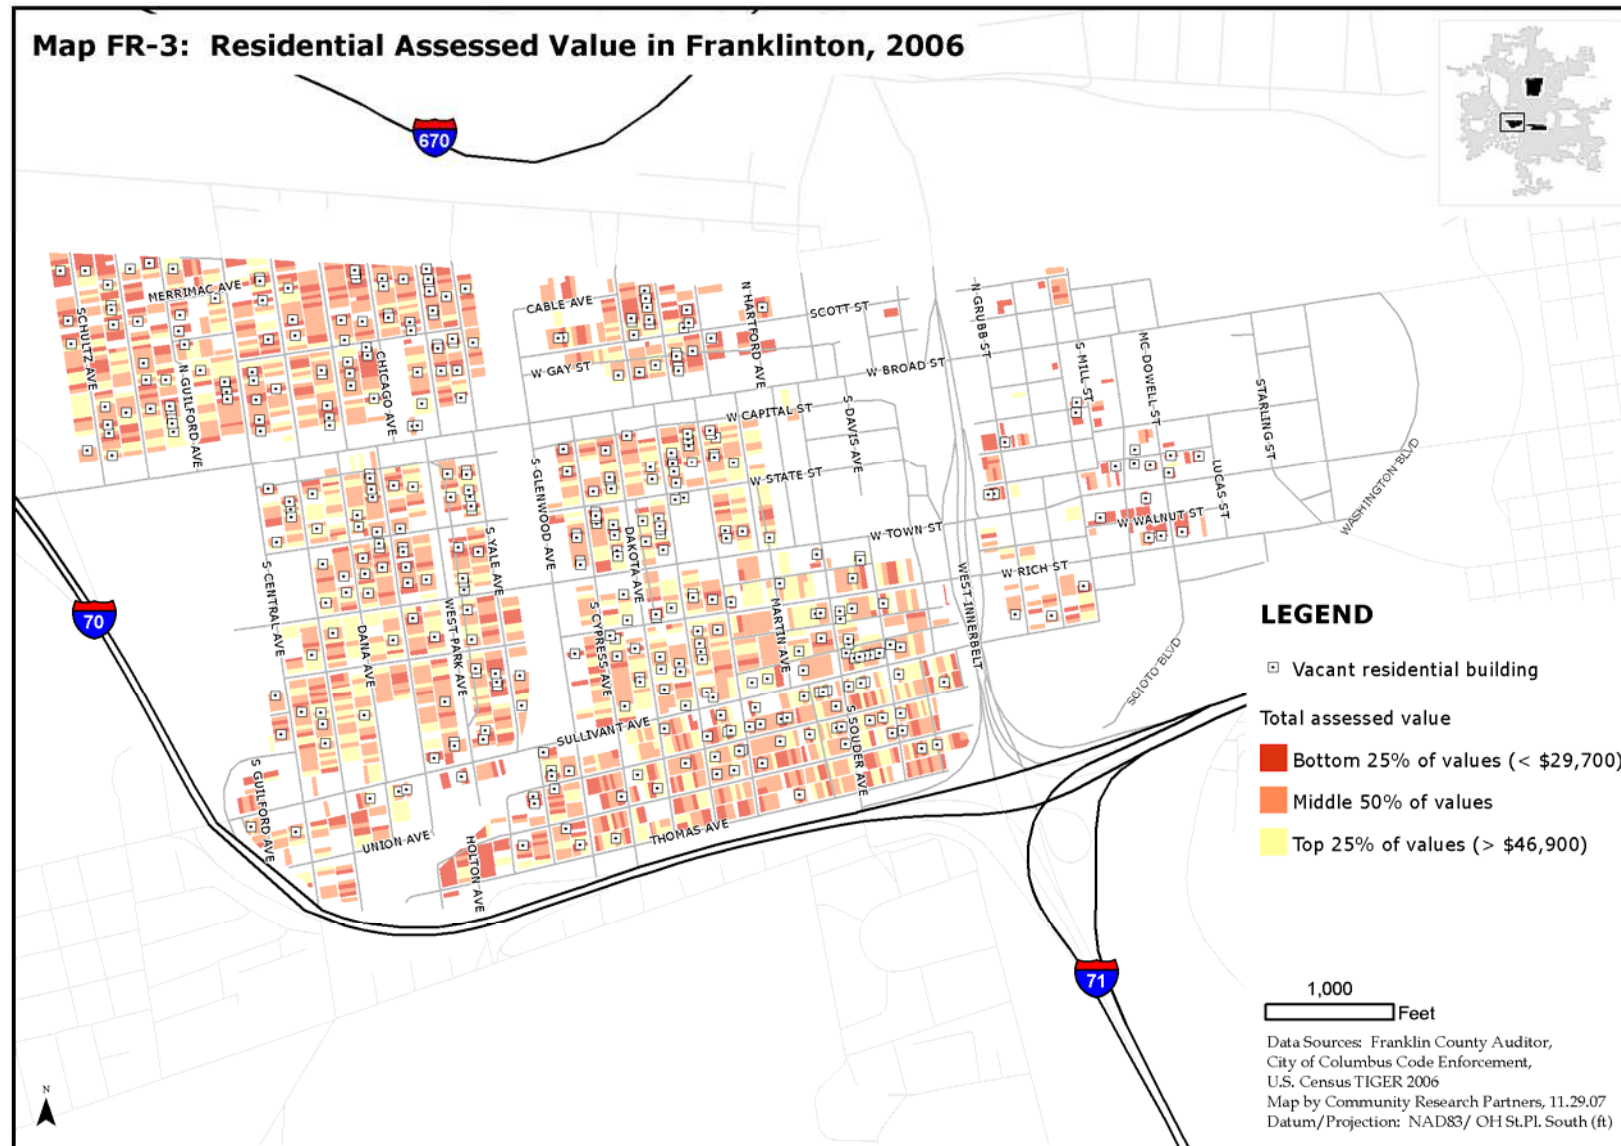 Map FR-3:  Residential Assessed Value in Franklinton, 2006
670
MERRIMAC AVE
SCHULTZ AVE
N GUILFORD AVE
CHICAGO AVE
CABLE AVE
N HARTFORD AVE
SCOTT ST
W GAY ST
W BROAD ST
N GRUBB ST
S MILL ST
MC DOWELL ST
STARLING ST
W CAPITAL ST
S DAVIS AVE
W STATE ST
S GLENWOOD AVE
LUCAS ST
WASHINGTON BLVD
W WALNUT ST
W TOWN ST
DAKOTA AVE
S YALE AVE
S CENTRAL AVE
W RICH ST
WEST INNERBELT
70
DANA AVE
WEST PARK AVE
S CYPRESS AVE
MARTIN AVE
SCIOTO BLVD
SULLIVANT AVE
S SOUDER AVE
S GUILFORD AVE
UNION AVE
HOLTON AVE
THOMAS AVE
71
LEGEND
Vacant residential building
Total assessed value
Bottom 25% of values (< $29,700)
Middle 50% of values
Top 25% of values (> $46,900)
1,000
Feet
Data Sources:  Franklin County Auditor,
City of Columbus Code Enforcement,
U.S. Census TIGER 2006
Map by Community Research Partners, 11.29.07
Datum/Projection:  NAD83/ OH St.Pl. South (ft)
N